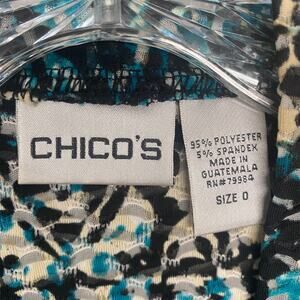 CHICO'S
95% POLYESTER
5% SPANDEX
MADE IN
GUATEMALA
RN#79984
SIZE 0